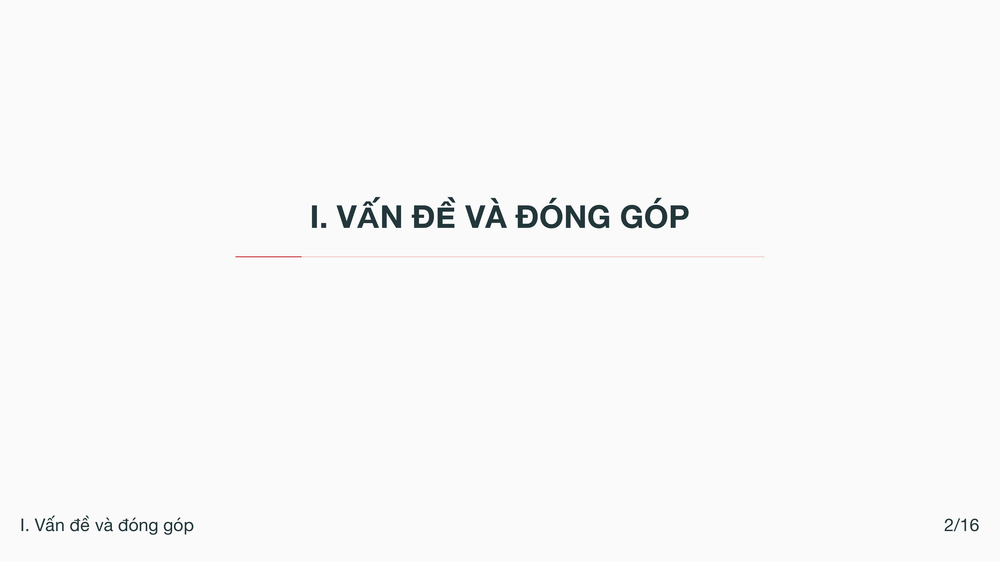 I. VẤN ĐỀ VÀ ĐÓNG GÓP
I. Vấn đề và đóng góp
2/16